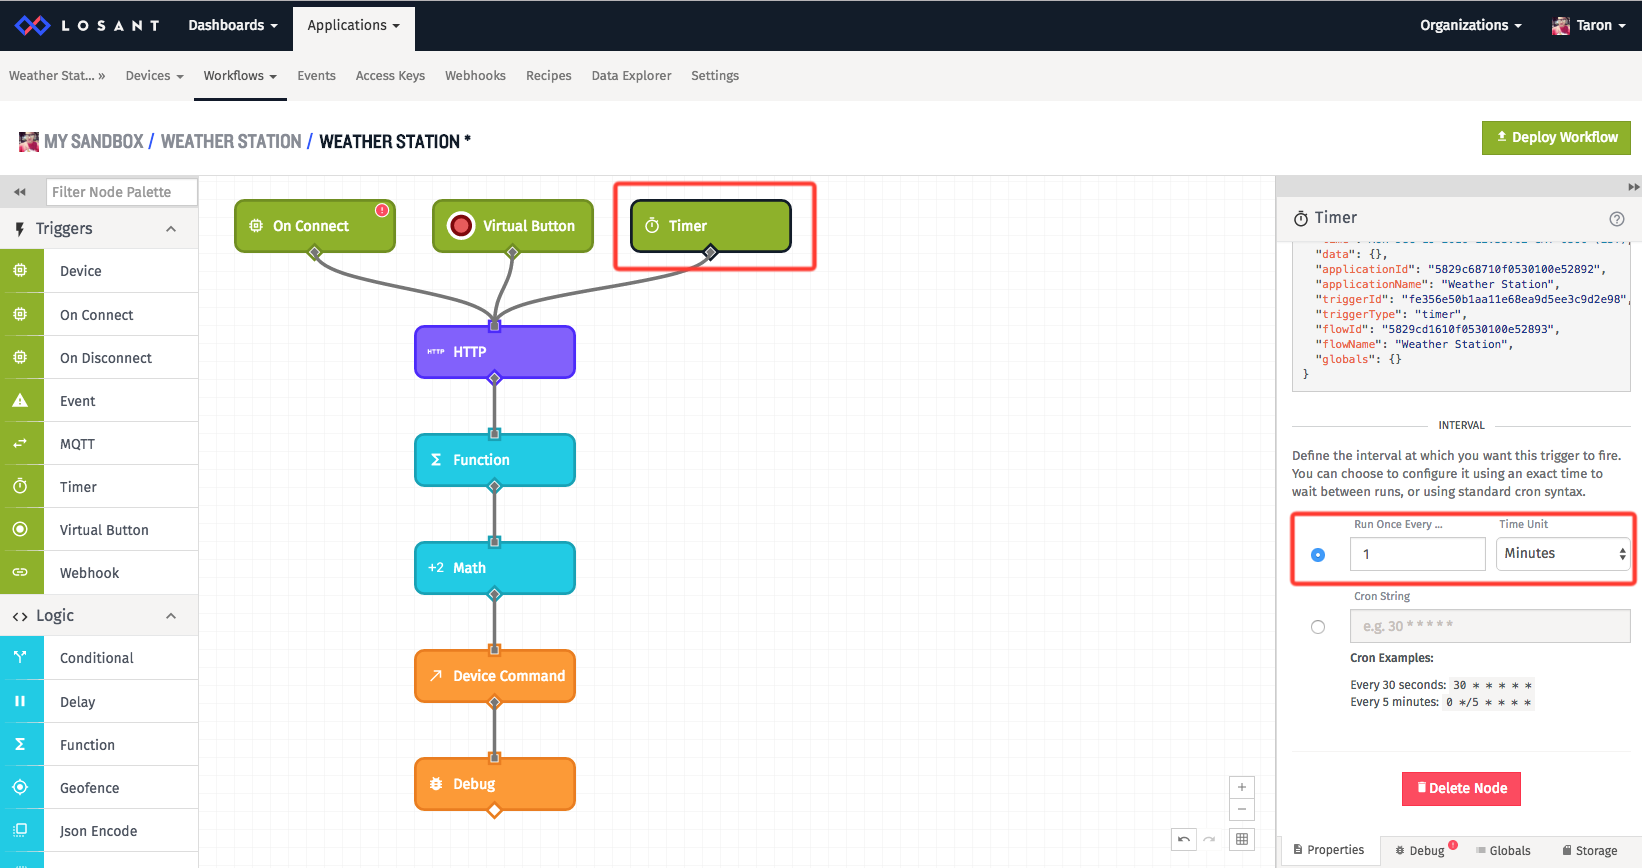 LOSANT Dashboards Applications Organizations Taron
Weather Stat... » Devices Workflows Events Access Keys Webhooks Recipes Data Explorer Settings
MY SANDBOX / WEATHER STATION / WEATHER STATION *
Deploy Workflow
Filter Node Palette
Triggers
Device
On Connect
On Disconnect
Event
MQTT
Timer
Virtual Button
Webhook
Logic
Conditional
Delay
Function
Geofence
Json Encode
On Connect
Virtual Button
Timer
HTTP HTTP
Σ Function
+2 Math
Device Command
Debug
Timer
"data": {},
"applicationId": "5829c68710f0530100e52892",
"applicationName": "Weather Station",
"triggerId": "fe356e50b1aa11e68ea9d5ee3c9d2e98",
"triggerType": "timer",
"flowId": "5829cd1610f0530100e52893",
"flowName": "Weather Station",
"globals": {}
}
INTERVAL
Define the interval at which you want this trigger to fire.
You can choose to configure it using an exact time to
wait between runs, or using standard cron syntax.
Run Once Every ... Time Unit
1 Minutes
Cron String
e.g. 30 * * * * *
Cron Examples:
Every 30 seconds: 30 * * * * *
Every 5 minutes: 0 */5 * * * *
Delete Node
Properties Debug Globals Storage